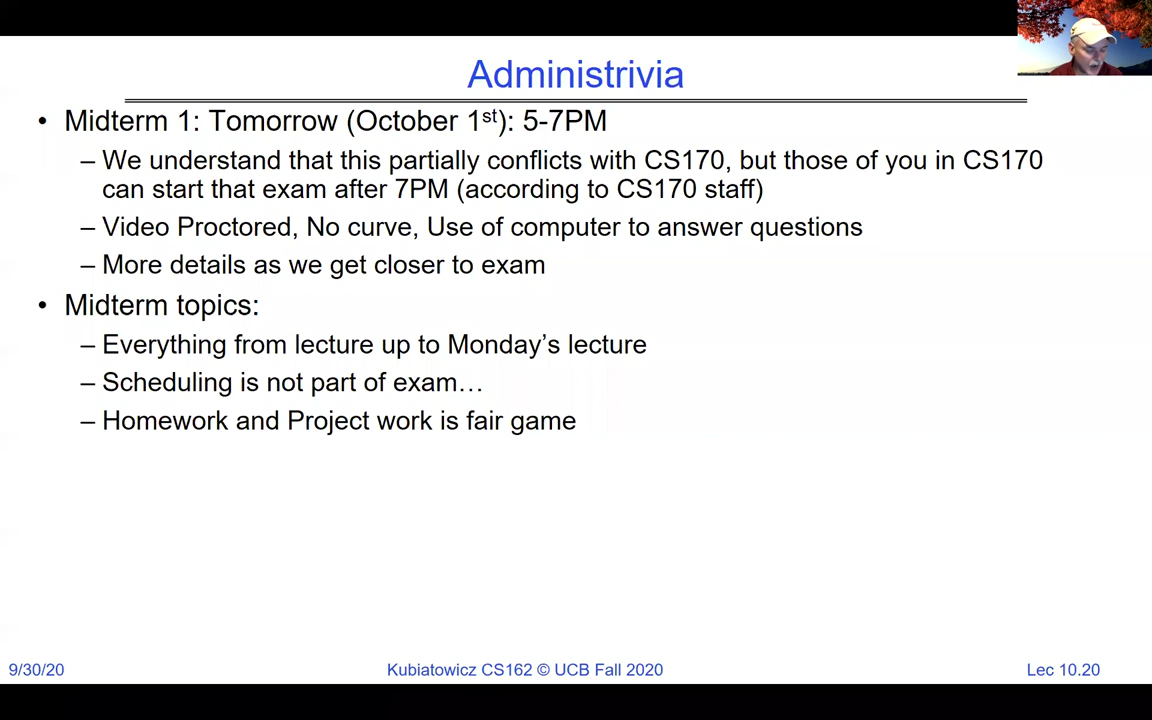 Administrivia
• Midterm 1: Tomorrow (October 1st): 5-7PM
– We understand that this partially conflicts with CS170, but those of you in CS170
can start that exam after 7PM (according to CS170 staff)
– Video Proctored, No curve, Use of computer to answer questions
– More details as we get closer to exam
• Midterm topics:
– Everything from lecture up to Monday’s lecture
– Scheduling is not part of exam…
– Homework and Project work is fair game
9/30/20 Kubiatowicz CS162 © UCB Fall 2020 Lec 10.20